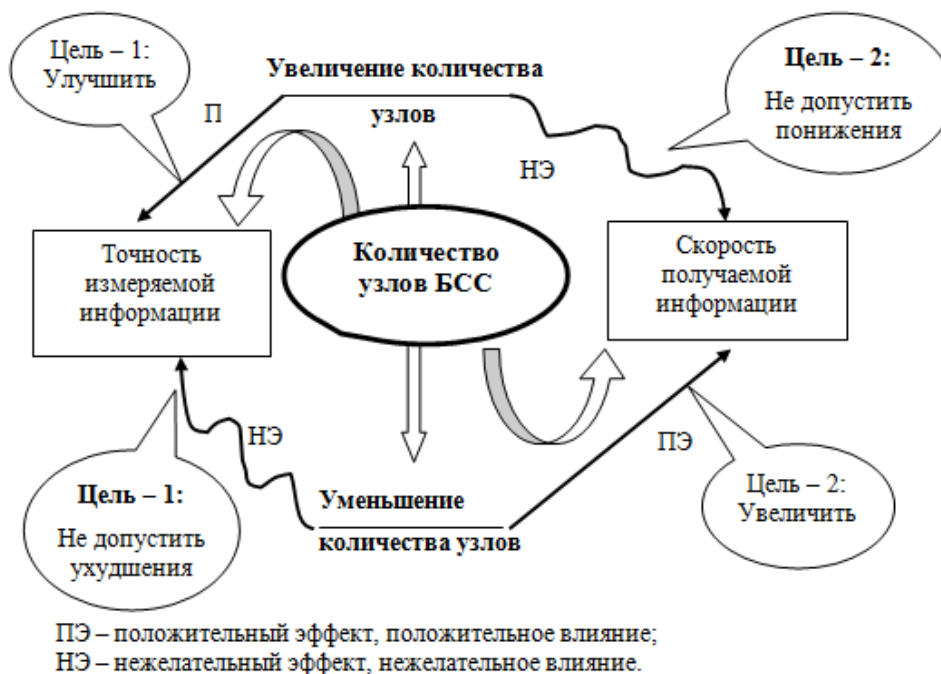 Цель – 1:
Улучшить
П
Увеличение количества
узлов
НЭ
Цель – 2:
Не допустить
понижения
Точность
измеряемой
информации
Количество
узлов БСС
Скорость
получаемой
информации
НЭ
ПЭ
Цель – 1:
Не допустить
ухудшения
Уменьшение
количества узлов
Цель – 2:
Увеличить
ПЭ – положительный эффект, положительное влияние;
НЭ – нежелательный эффект, нежелательное влияние.